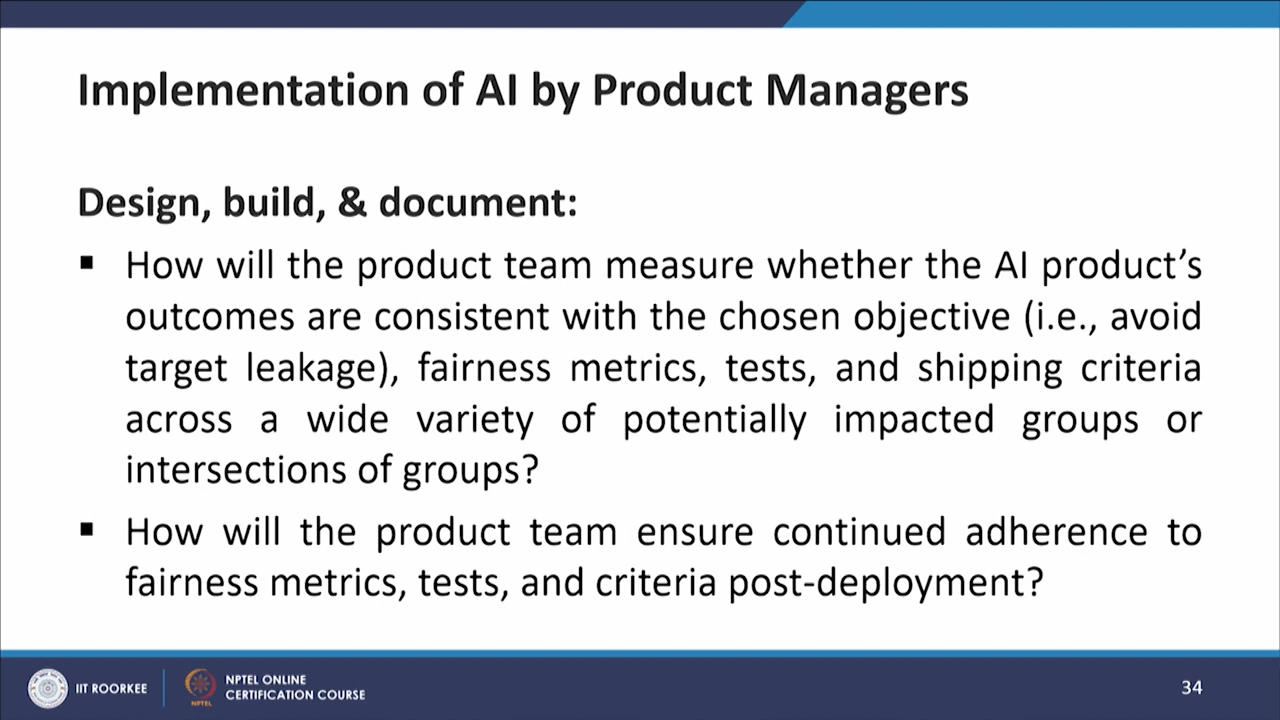 Implementation of AI by Product Managers
Design, build, & document:
▪ How will the product team measure whether the AI product’s
outcomes are consistent with the chosen objective (i.e., avoid
target leakage), fairness metrics, tests, and shipping criteria
across a wide variety of potentially impacted groups or
intersections of groups?
▪ How will the product team ensure continued adherence to
fairness metrics, tests, and criteria post-deployment?
IIT ROORKEE
NPTEL
NPTEL ONLINE
CERTIFICATION COURSE
34